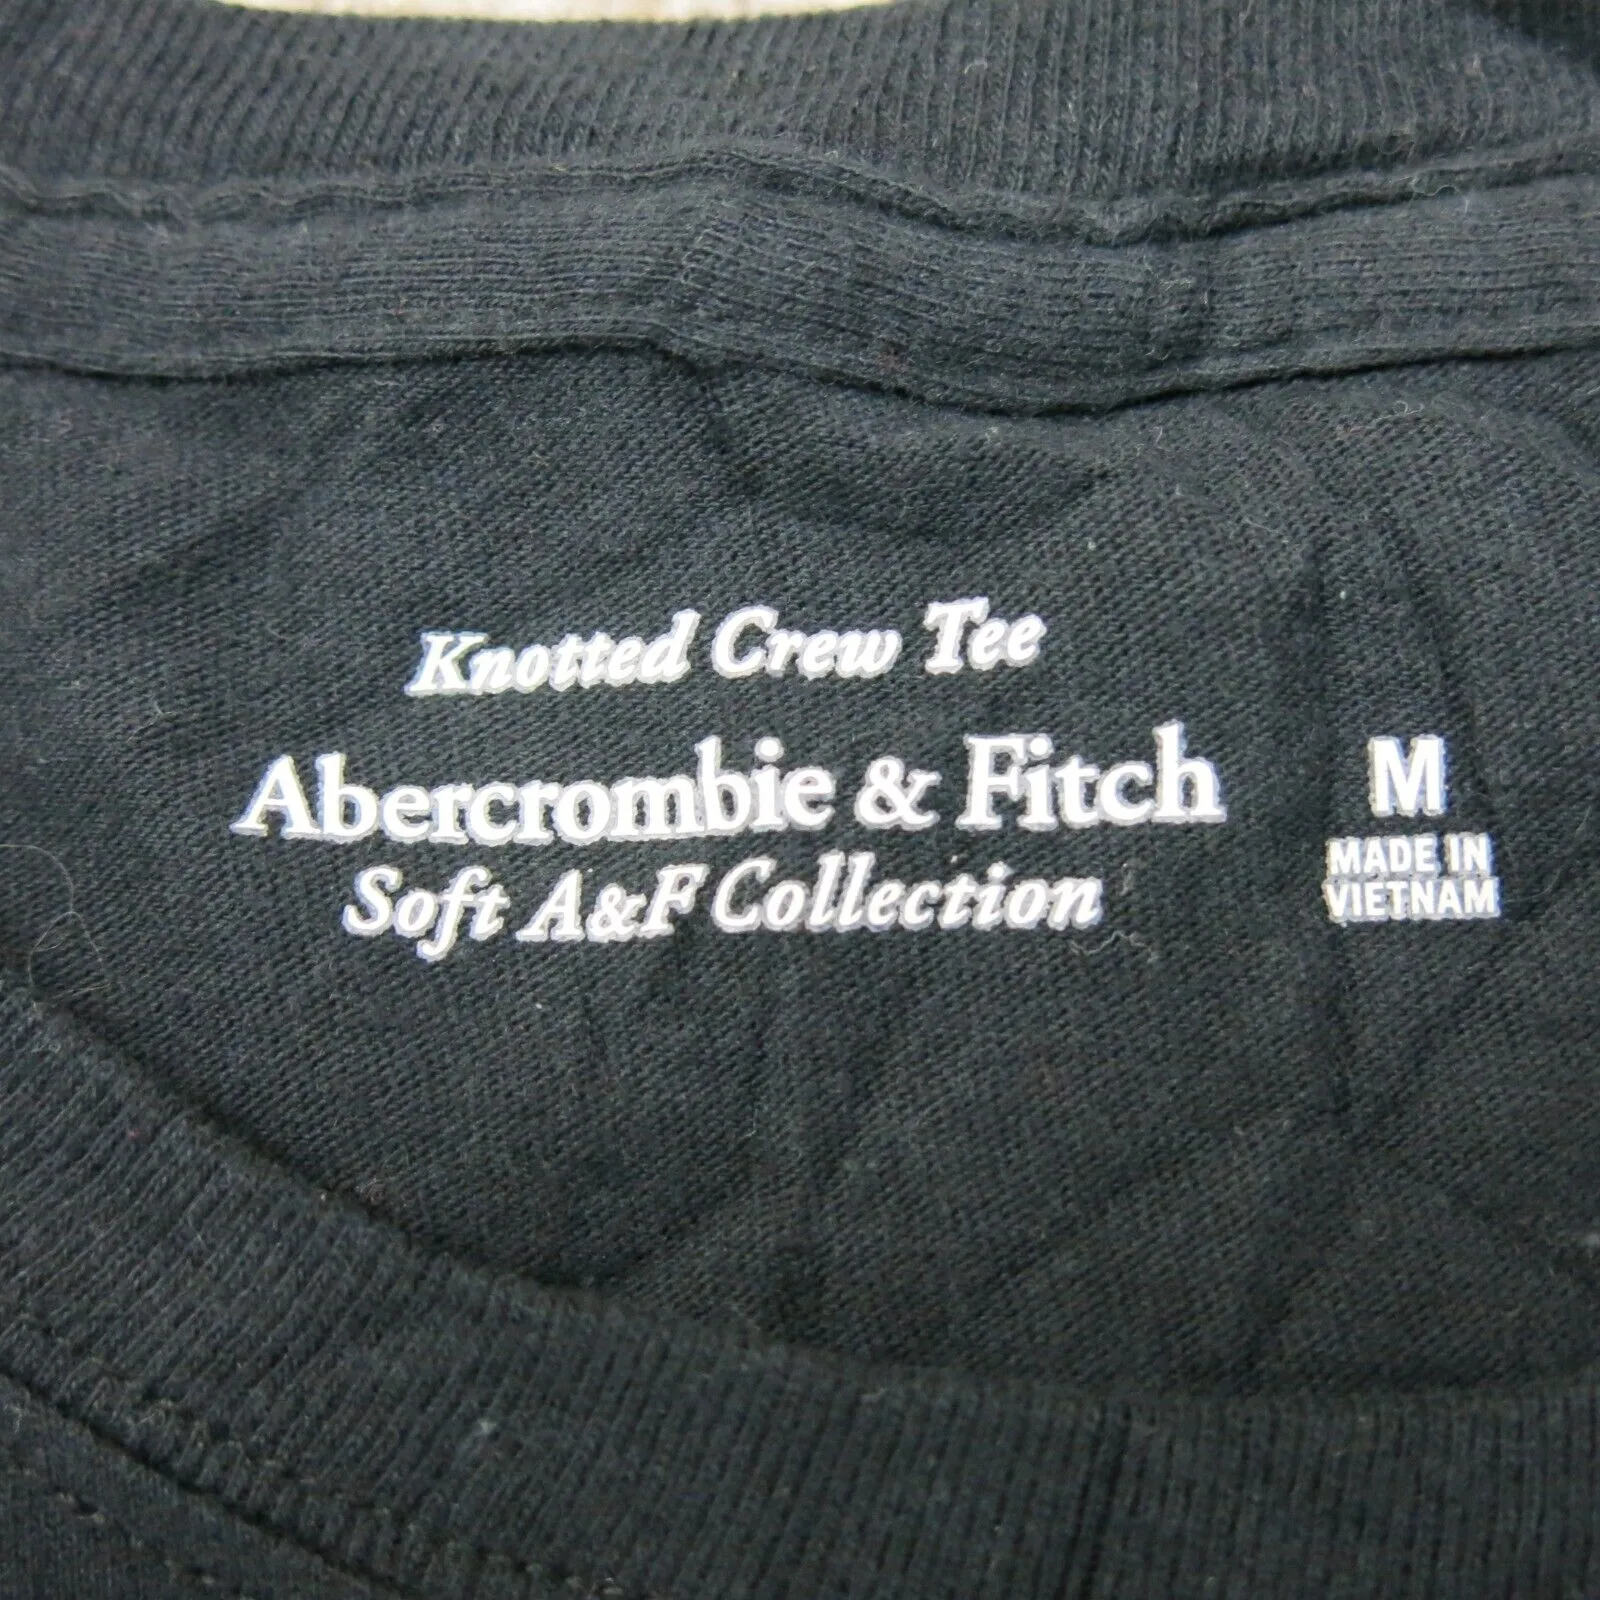 Knotted Crew Tee
Abercrombie & Fitch
Soft A&F Collection
M
MADE IN
VIETNAM